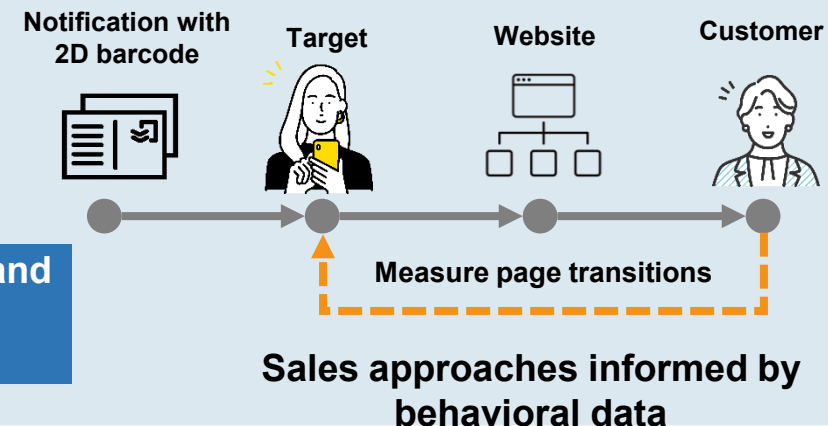 Notification with
2D barcode
Target
Website
Customer
and
Measure page transitions
Sales approaches informed by
behavioral data